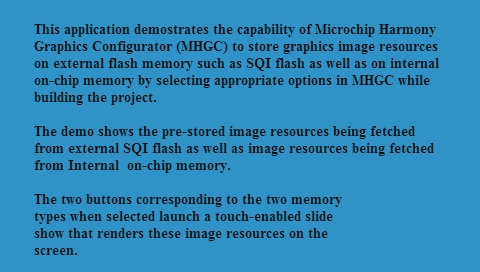 This application demostrates the capability of Microchip Harmony
Graphics Configurator (MHGC) to store graphics image resources
on external flash memory such as SQI flash as well as on internal
on-chip memory by selecting appropriate options in MHGC while
building the project.
The demo shows the pre-stored image resources being fetched
from external SQI flash as well as image resources being fetched
from Internal  on-chip memory.
The two buttons corresponding to the two memory
types when selected launch a touch-enabled slide
show that renders these image resources on the
screen.